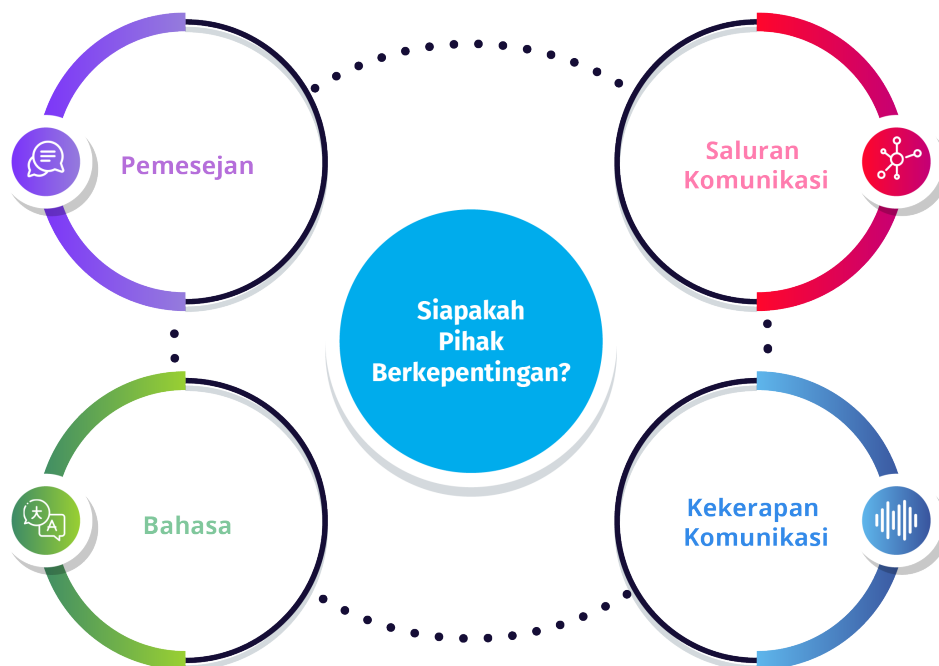 Pemesejan
Saluran
Komunikasi
Siapakah
Pihak
Berkepentingan?
Bahasa
Kekerapan
Komunikasi